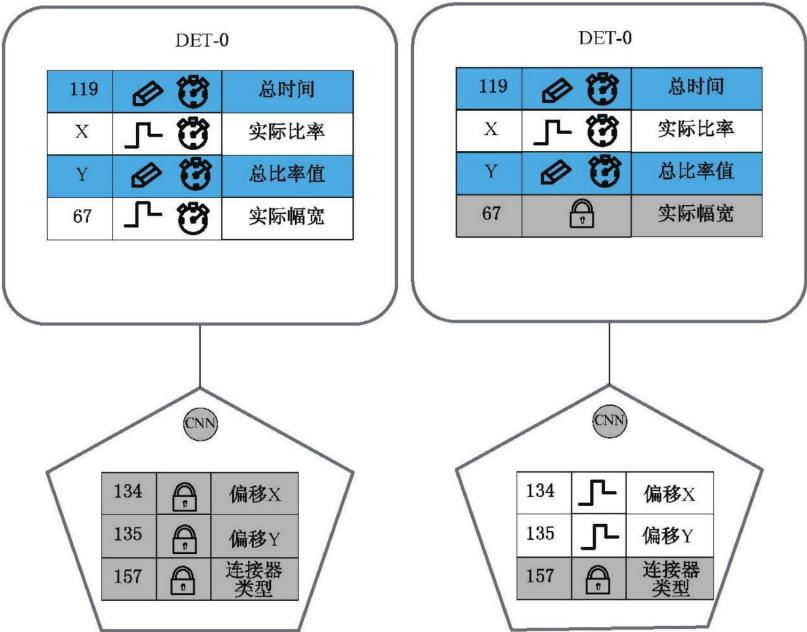 DET-0
119 总时间
X 实际比率
Y 总比率值
67 实际幅宽
CNN
134 偏移X
135 偏移Y
157 连接器
类型
DET-0
119 总时间
X 实际比率
Y 总比率值
67 实际幅宽
CNN
134 偏移X
135 偏移Y
157 连接器
类型